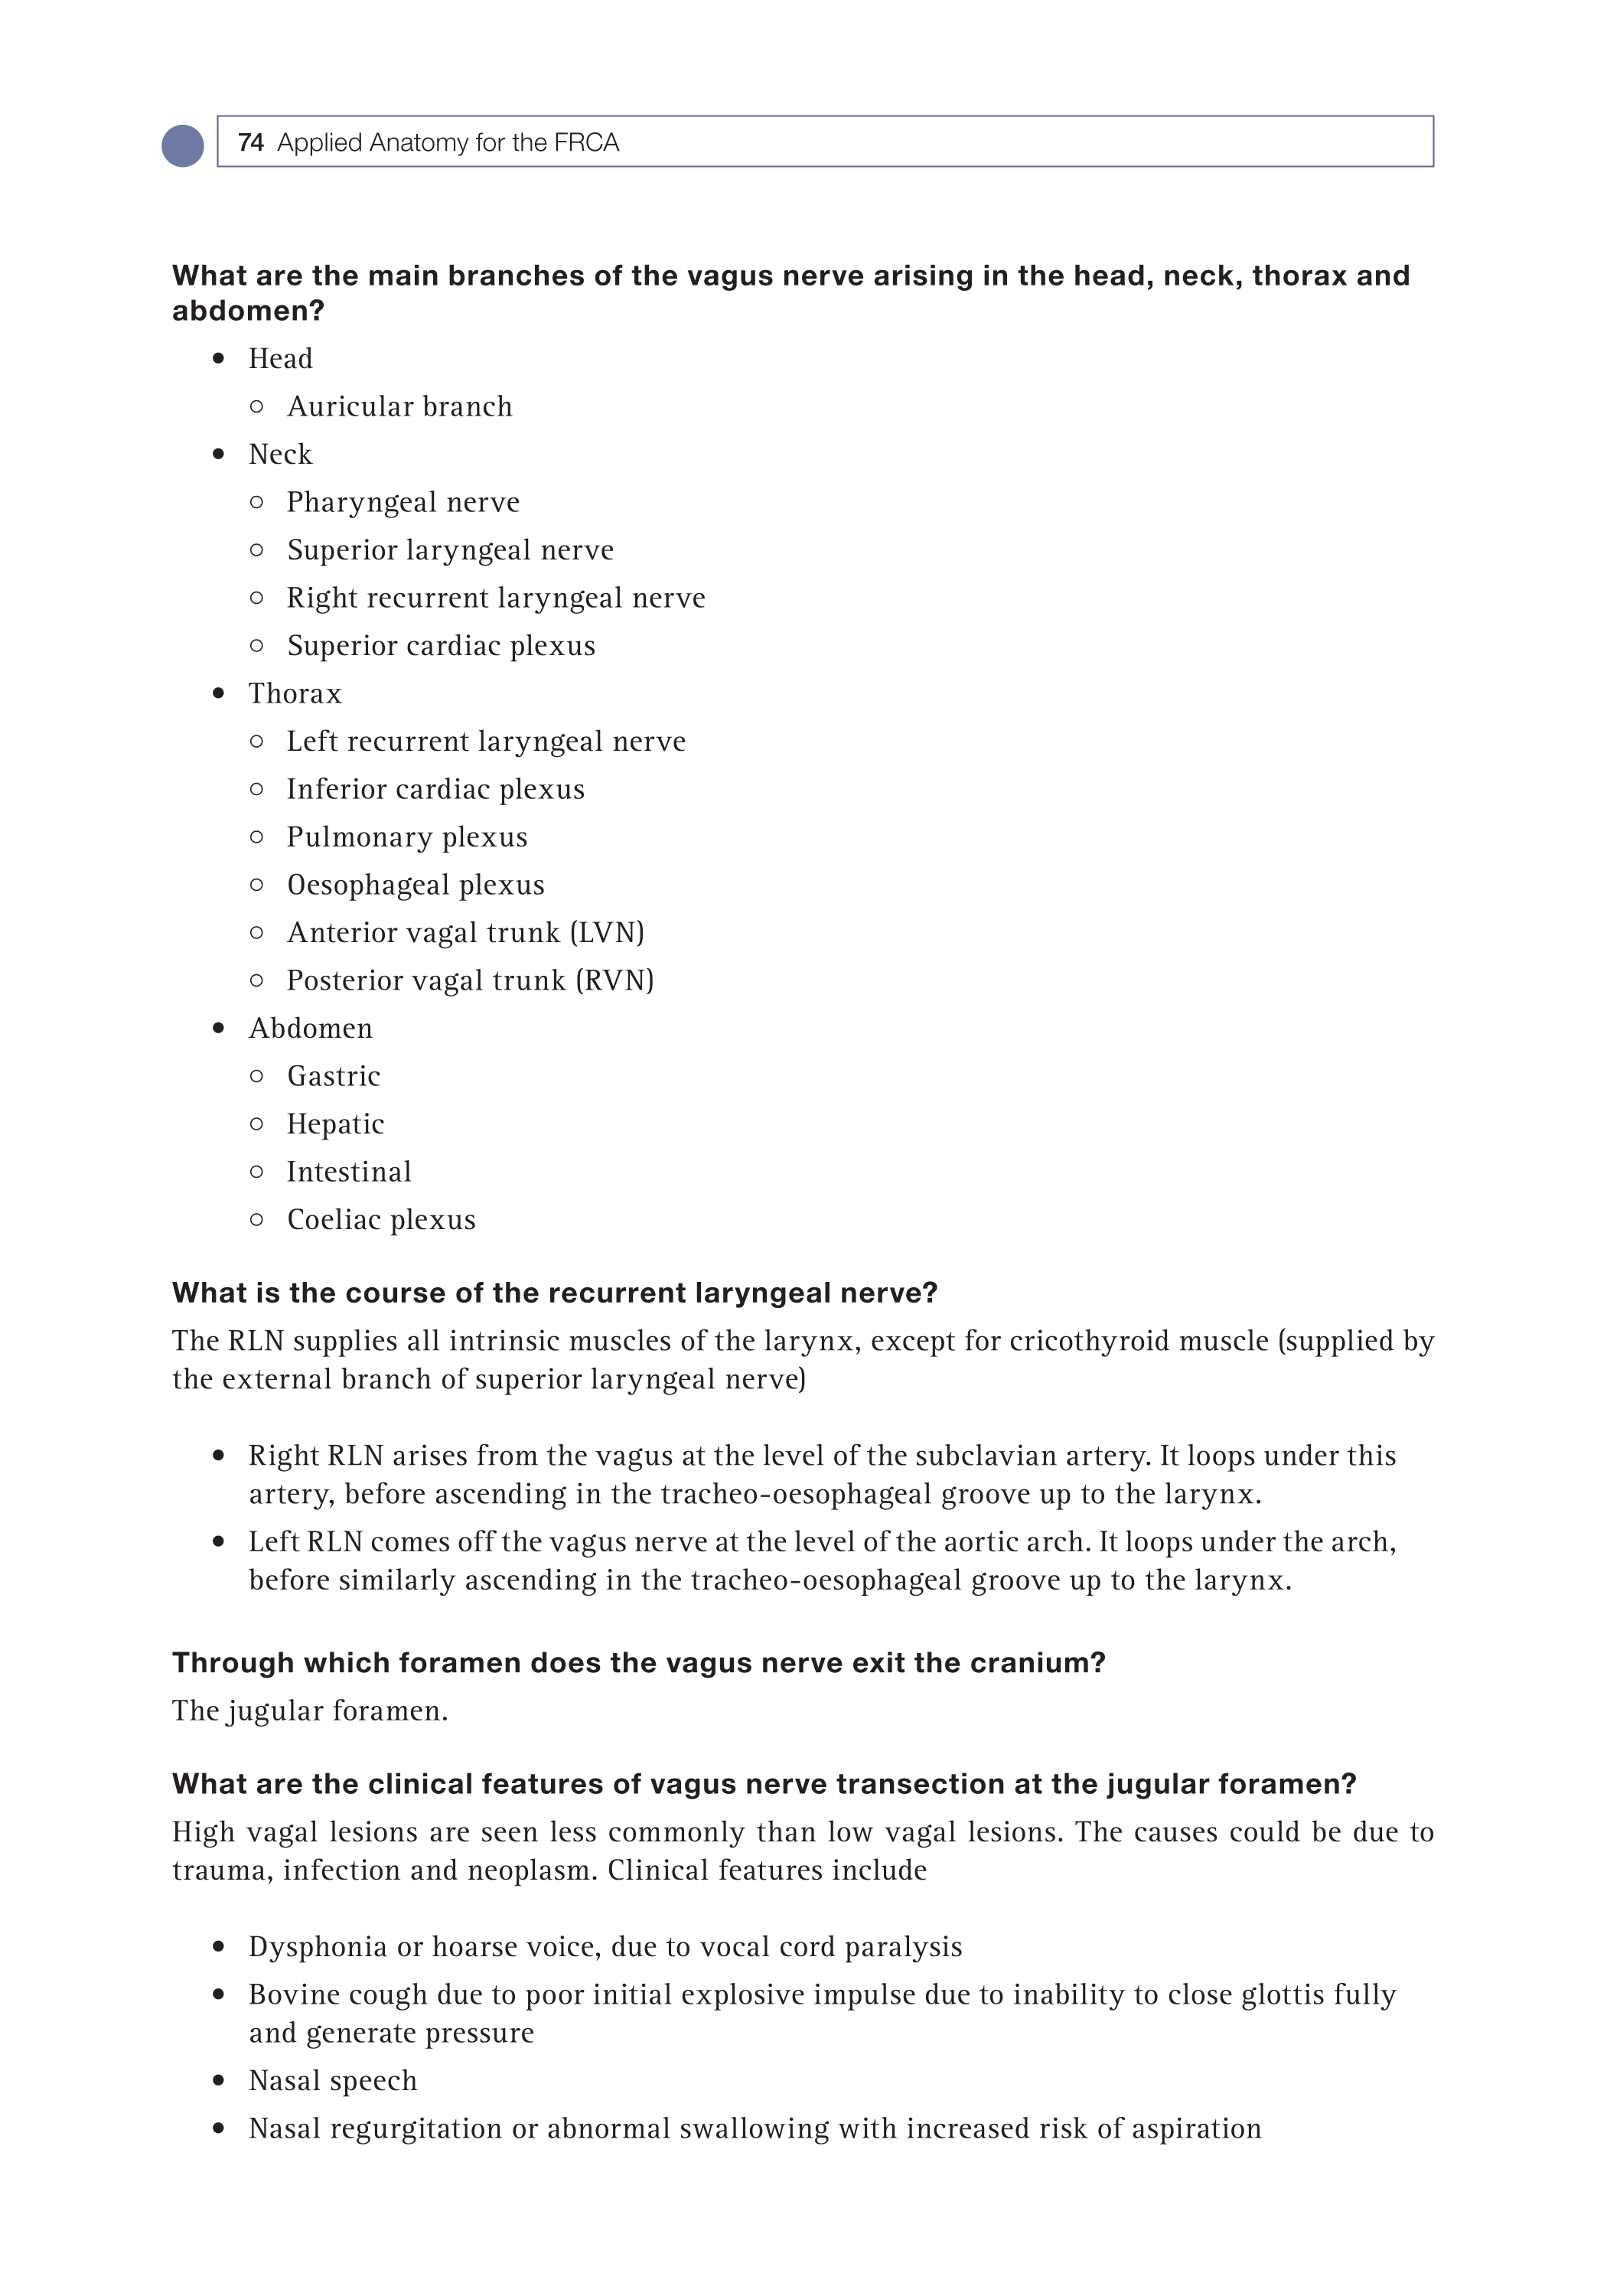 74 Applied Anatomy for the FRCA
What are the main branches of the vagus nerve arising in the head, neck, thorax and
abdomen?
• Head
○ Auricular branch
• Neck
○ Pharyngeal nerve
○ Superior laryngeal nerve
○ Right recurrent laryngeal nerve
○ Superior cardiac plexus
• Thorax
○ Left recurrent laryngeal nerve
○ Inferior cardiac plexus
○ Pulmonary plexus
○ Oesophageal plexus
○ Anterior vagal trunk (LVN)
○ Posterior vagal trunk (RVN)
• Abdomen
○ Gastric
○ Hepatic
○ Intestinal
○ Coeliac plexus
What is the course of the recurrent laryngeal nerve?
The RLN supplies all intrinsic muscles of the larynx, except for cricothyroid muscle (supplied by
the external branch of superior laryngeal nerve)
• Right RLN arises from the vagus at the level of the subclavian artery. It loops under this
artery, before ascending in the tracheo-oesophageal groove up to the larynx.
• Left RLN comes off the vagus nerve at the level of the aortic arch. It loops under the arch,
before similarly ascending in the tracheo-oesophageal groove up to the larynx.
Through which foramen does the vagus nerve exit the cranium?
The jugular foramen.
What are the clinical features of vagus nerve transection at the jugular foramen?
High vagal lesions are seen less commonly than low vagal lesions. The causes could be due to
trauma, infection and neoplasm. Clinical features include
• Dysphonia or hoarse voice, due to vocal cord paralysis
• Bovine cough due to poor initial explosive impulse due to inability to close glottis fully
and generate pressure
• Nasal speech
• Nasal regurgitation or abnormal swallowing with increased risk of aspiration